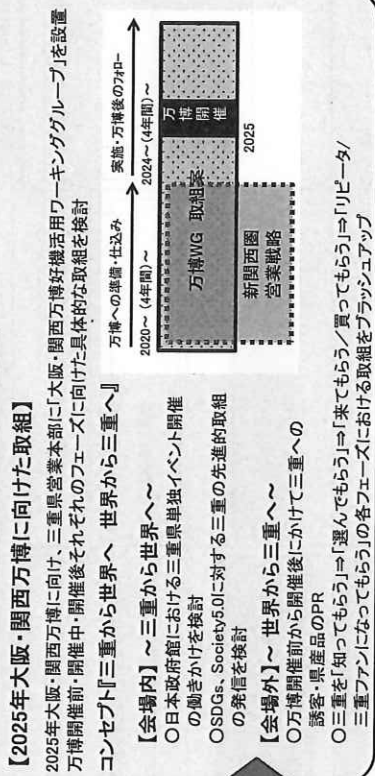 【2025年大阪・関西万博に向けた取組】
2025年大阪・関西万博に向け、三重県営業本部に「大阪・関西万博好機活用ワーキンググループ」を設置
万博開催前・開催中・開催後それぞれのフェーズに向けた具体的な取組を検討
コンセプト『三重から世界へ 世界から三重へ』
【会場内】 ～三重から世界へ～
〇日本政府館における三重県単独イベント開催
の働きかけを検討
〇SDGs、Society5.0に対する三重の先進的取組
の発信を検討
【会場外】～ 世界から三重へ～
〇万博開催前から開催後にかけて三重への
誘客・県産品のPR
〇三重を「知ってもらう」⇒「選んでもらう」⇒「来てもらう／買ってもらう」⇒「リピータ/
三重ファンになってもらう」の各フェーズにおける取組をブラッシュアップ
万博への準備・仕込み
2020～(4年間)～
実施・万博後のフォロー
2024～(4年間)～
万博WG 取組案
万博
開催
新関西圏
営業戦略
2025